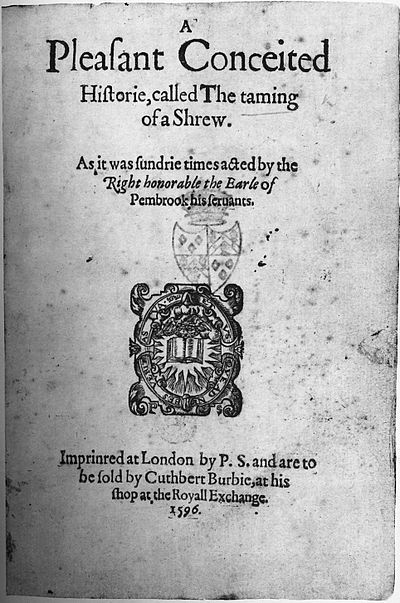 A
Pleaſant Conceited
Hiſtorie, called The taming
of a Shrew.
As it was ſundrie times acted by the
Right honorable the Earle of
Pembrook his ſeruants.
Imprinred at London by P. S. and are to
be ſold by Cuthbert Burbie, at his
ſhop at the Royall Exchange.
1596.